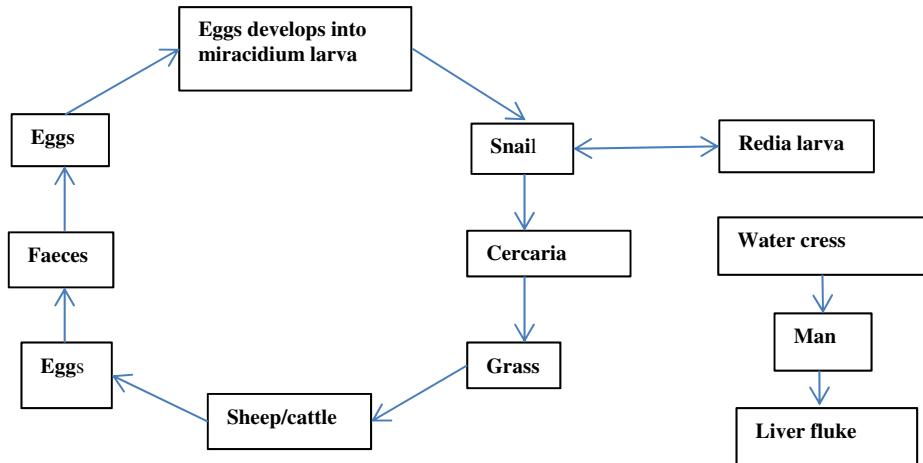 Eggs develops into
miracidium larva
Eggs
Snail
Redia larva
Faeces
Cercaria
Water cress
Man
Eggs
Grass
Sheep/cattle
Liver fluke